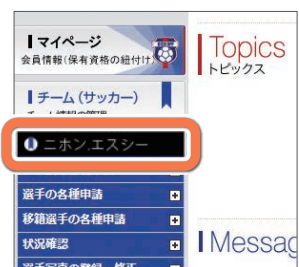 マイページ
会員情報(保有資格の紐付け
Topics
トピックス
チーム(サッカー)
ニホン.エスシー
選手の各種申請
移籍選手の各種申請
状況確認
Messag